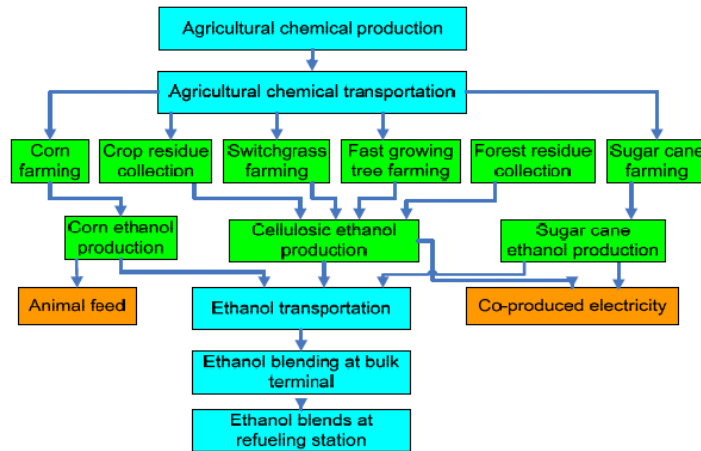 Agricultural chemical production
Agricultural chemical transportation
Corn
farming
Crop residue
collection
Switchgrass
farming
Fast growing
tree farming
Forest residue
collection
Sugar cane
farming
Corn ethanol
production
Cellulosic ethanol
production
Sugar cane
ethanol production
Animal feed
Ethanol transportation
Co-produced electricity
Ethanol blending at bulk
terminal
Ethanol blends at
refueling station